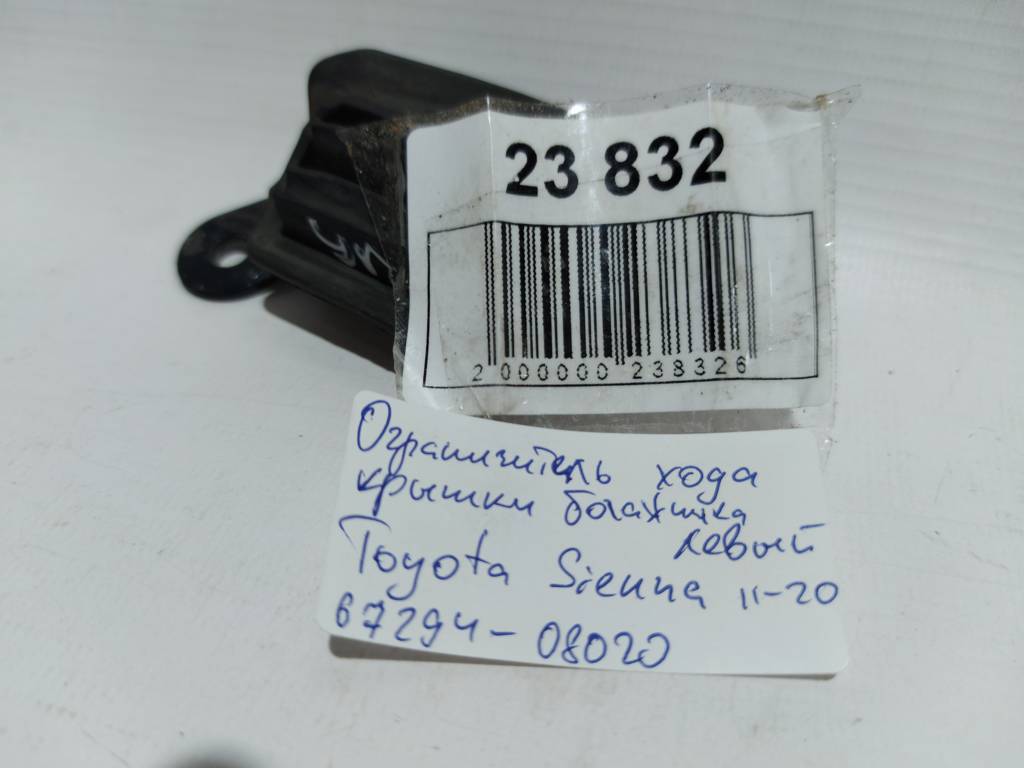 23 832
2 000000 238326
Ограничитель хода
крышки багажника
левый
Toyota Sienna 11-20
67294-08020